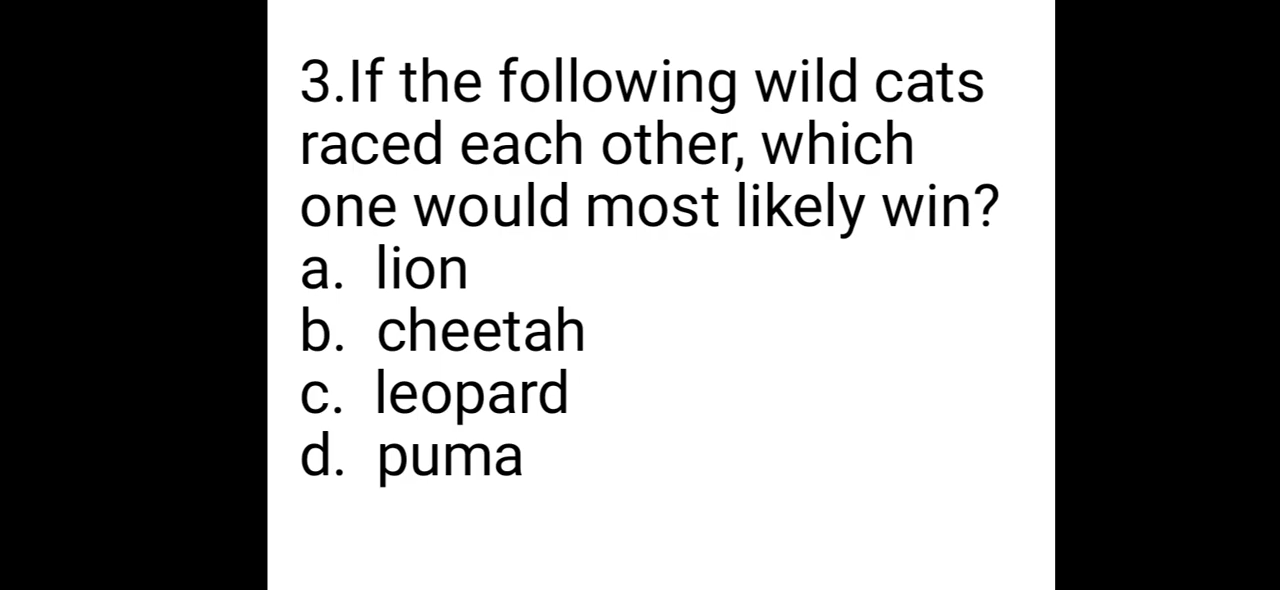 3.If the following wild cats
raced each other, which
one would most likely win?
a. lion
b. cheetah
c. leopard
d. puma